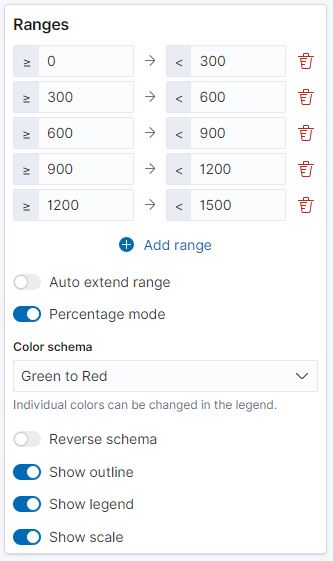 Ranges
≥ 0 → < 300
≥ 300 → < 600
≥ 600 → < 900
≥ 900 → < 1200
≥ 1200 → < 1500
Add range
Auto extend range
Percentage mode
Color schema
Green to Red
Individual colors can be changed in the legend.
Reverse schema
Show outline
Show legend
Show scale